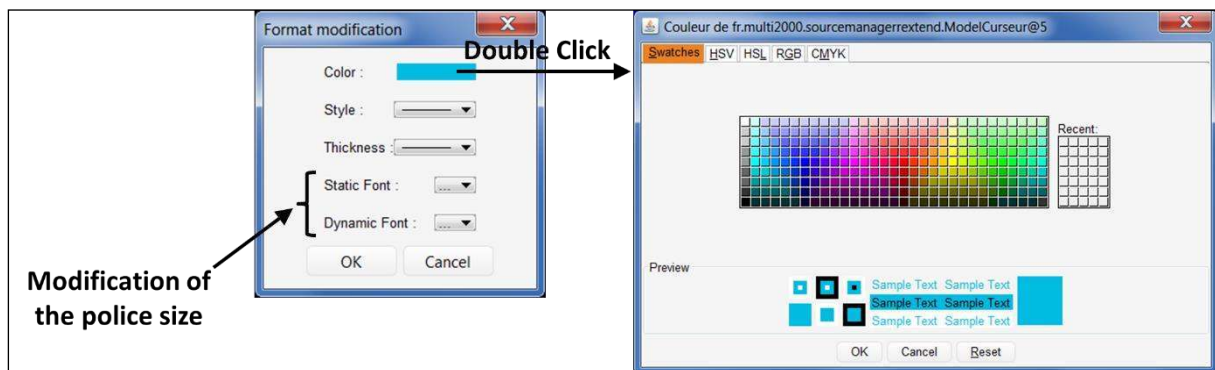 Format modification
Color :
Style :
Thickness :
Static Font :
...
Dynamic Font :
...
OK Cancel
Modification of
the police size
Double Click
Couleur de fr.multi2000.sourcemanagerrextend.ModelCurseur@5
Swatches HSV HSL RGB CMYK
Recent:
Preview
Sample Text Sample Text
Sample Text Sample Text
Sample Text Sample Text
OK Cancel Reset